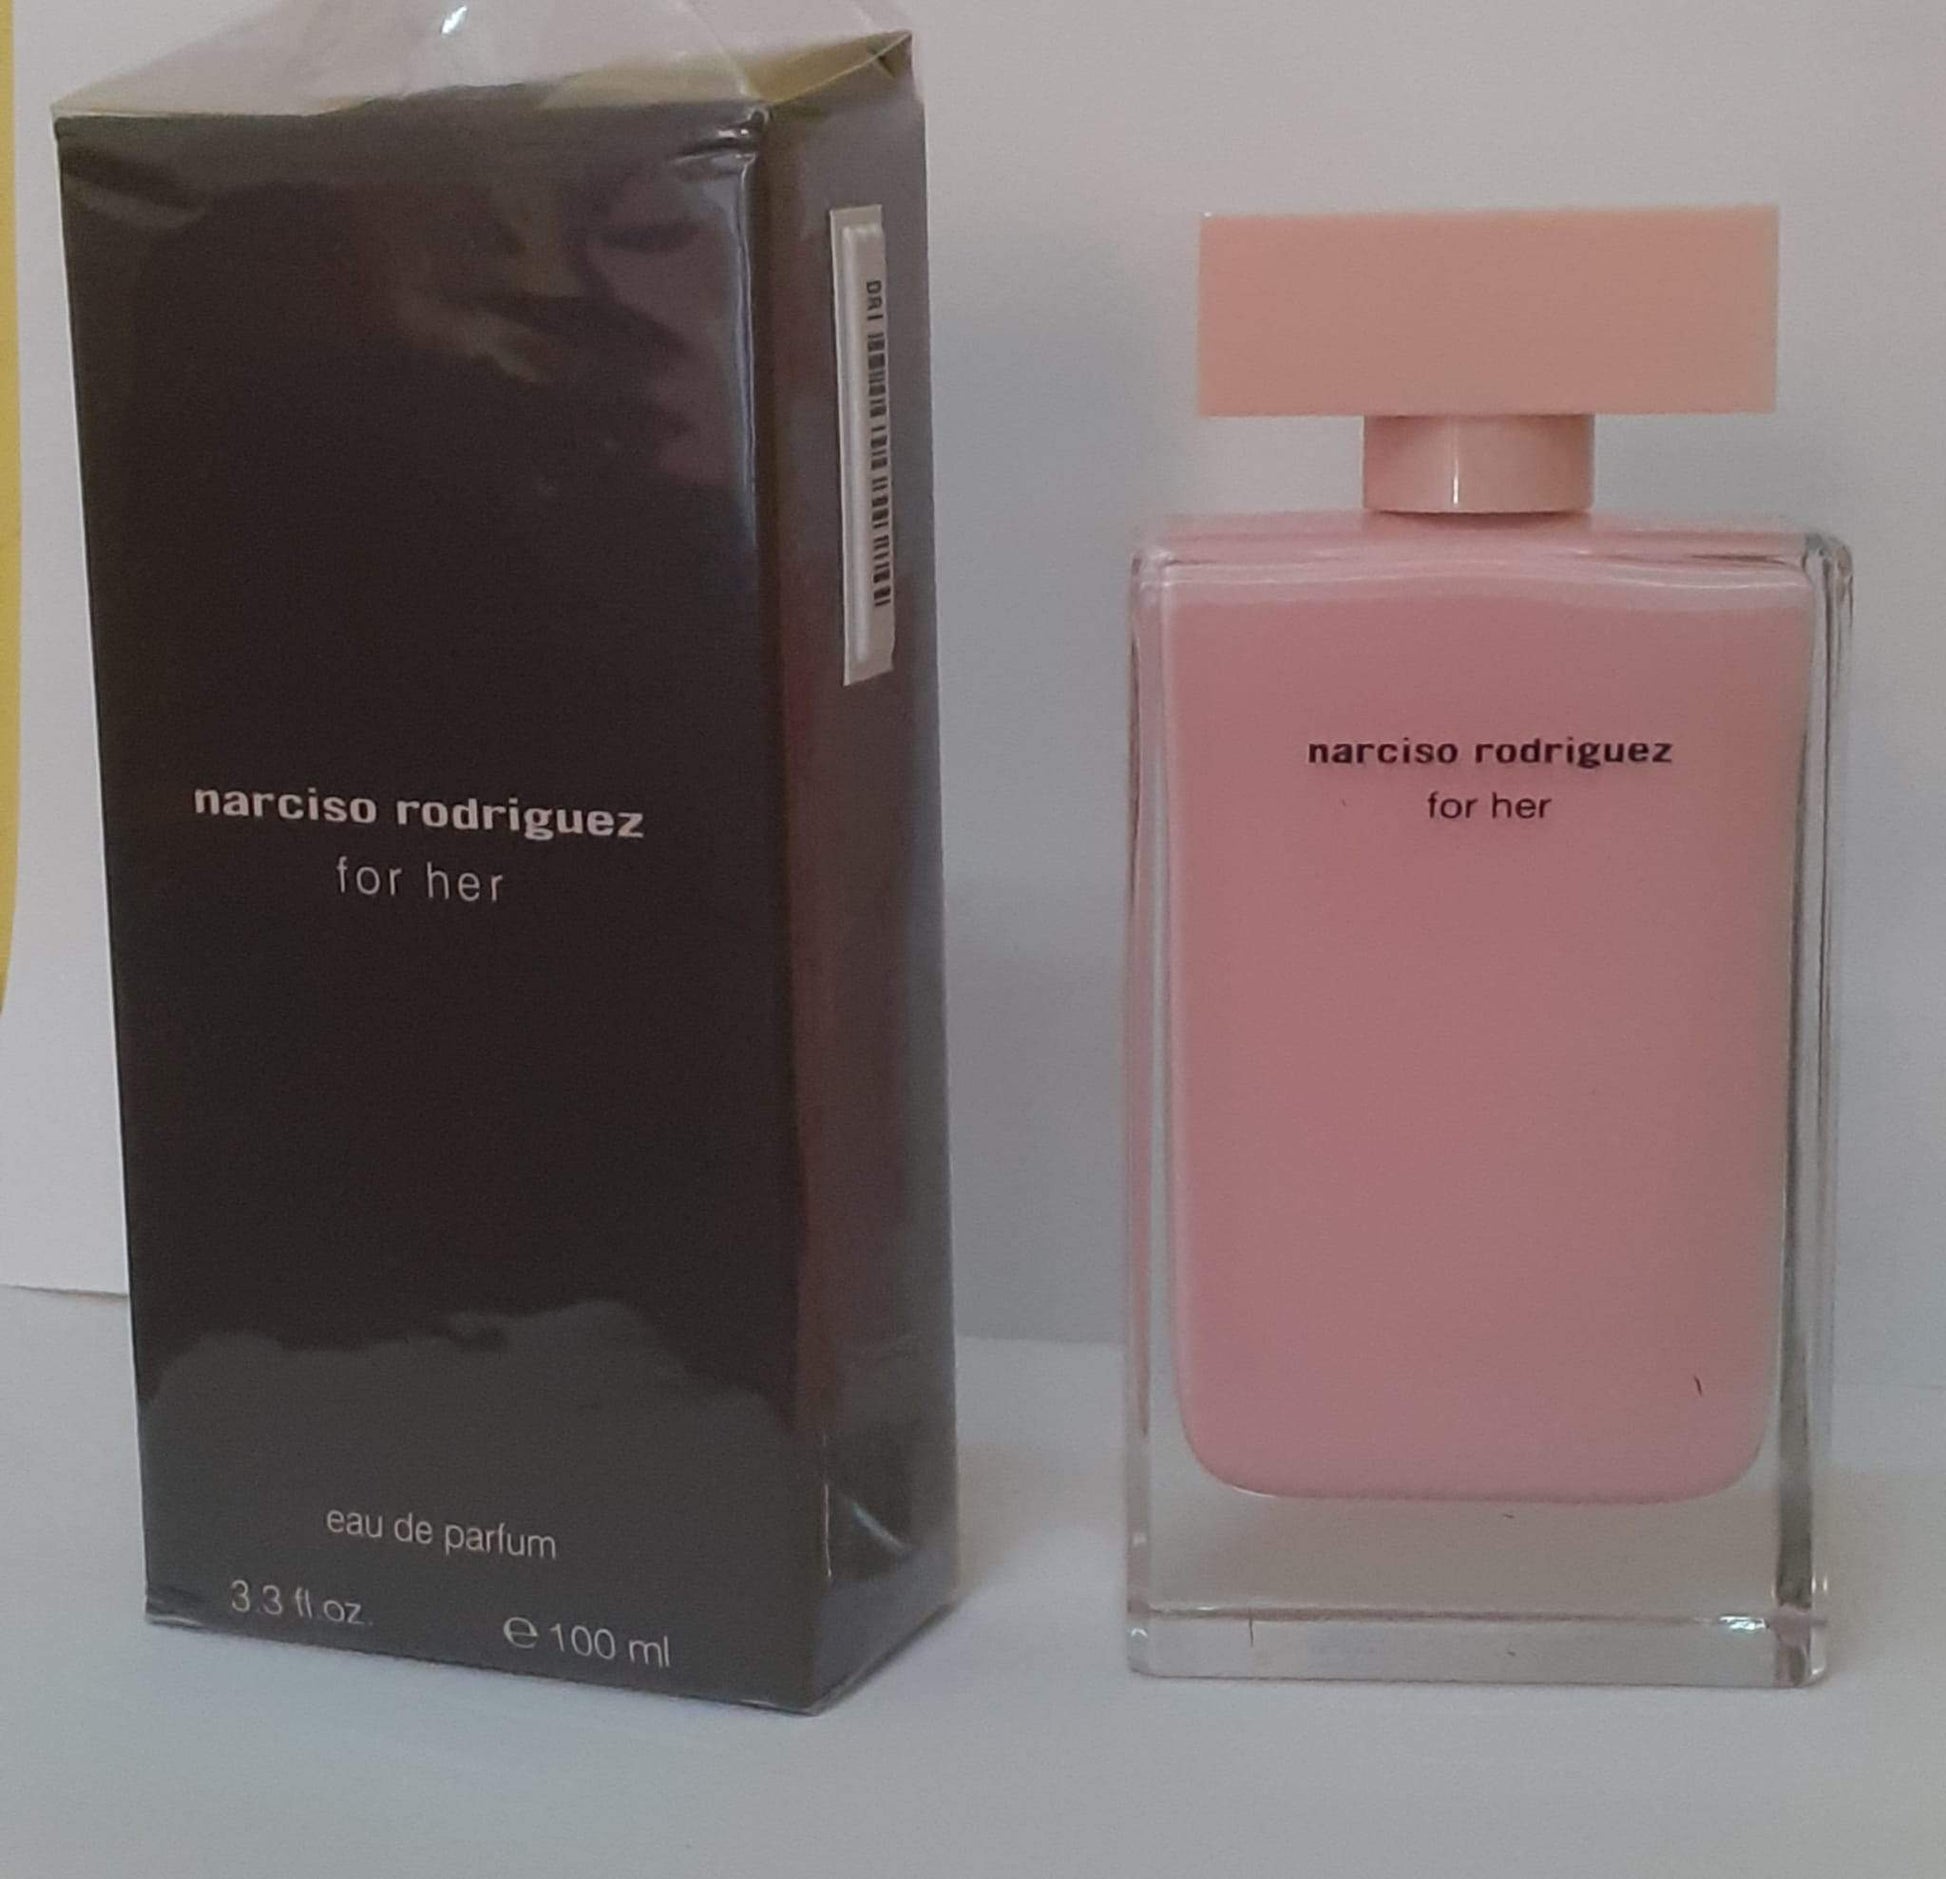 narciso rodriguez
for her
eau de parfum
3.3 fl.oz.
℮ 100 ml
narciso rodriguez
for her